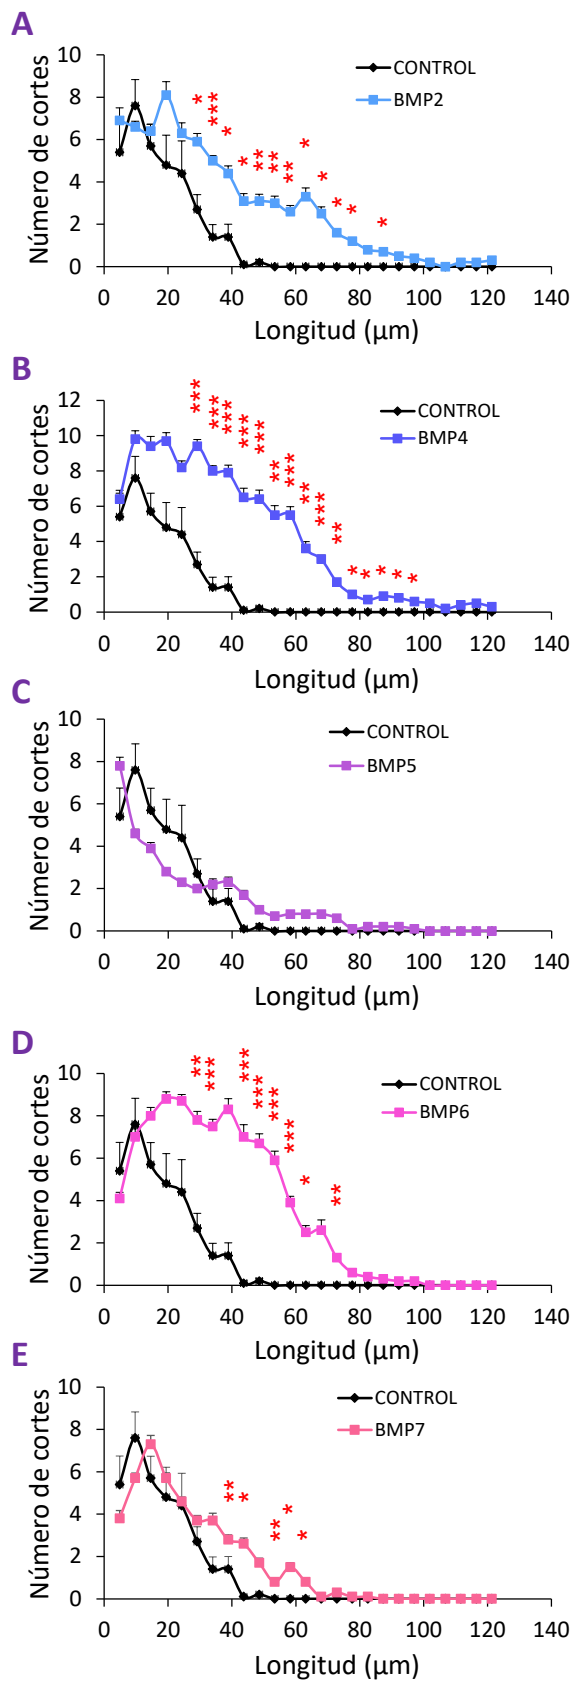 A
Número de cortes
10
8
6
4
2
0
CONTROL
BMP2
* *** * * ** ** ** * * * * *
0 20 40 60 80 100 120 140
Longitud (µm)
B
Número de cortes
12
10
8
6
4
2
0
CONTROL
BMP4
*** *** *** *** *** ** *** ** *** ** * * * * *
0 20 40 60 80 100 120 140
Longitud (µm)
C
Número de cortes
10
8
6
4
2
0
CONTROL
BMP5
0 20 40 60 80 100 120 140
Longitud (µm)
D
Número de cortes
10
8
6
4
2
0
CONTROL
BMP6
** *** *** *** *** *** * **
0 20 40 60 80 100 120 140
Longitud (µm)
E
Número de cortes
10
8
6
4
2
0
CONTROL
BMP7
** * ** * *
0 20 40 60 80 100 120 140
Longitud (µm)